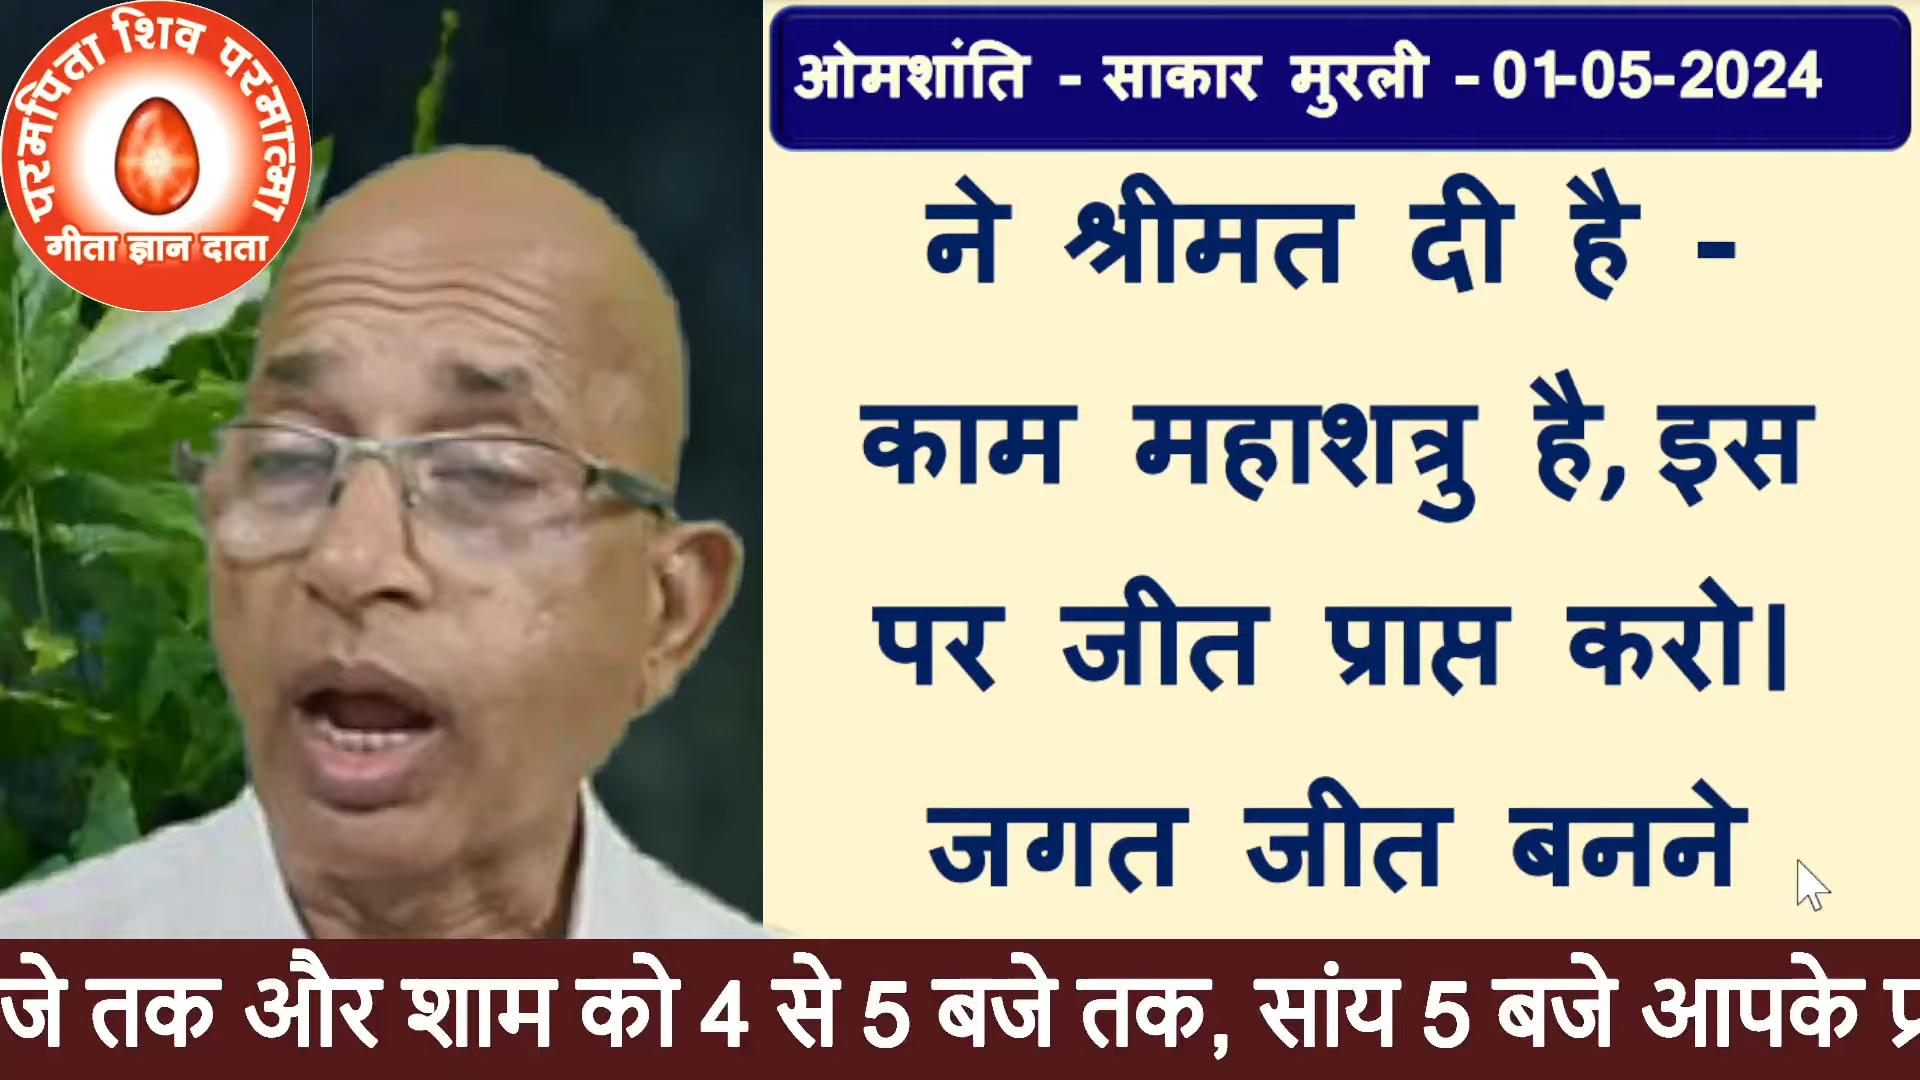 परमपिता शिव परमात्मा
गीता ज्ञान दाता
ओमशांति - साकार मुरली - 01-05-2024
ने श्रीमत दी है -
काम महाशत्रु है, इस
पर जीत प्राप्त करो।
जगत जीत बनने
जे तक और शाम को 4 से 5 बजे तक, सांय 5 बजे आपके प्र